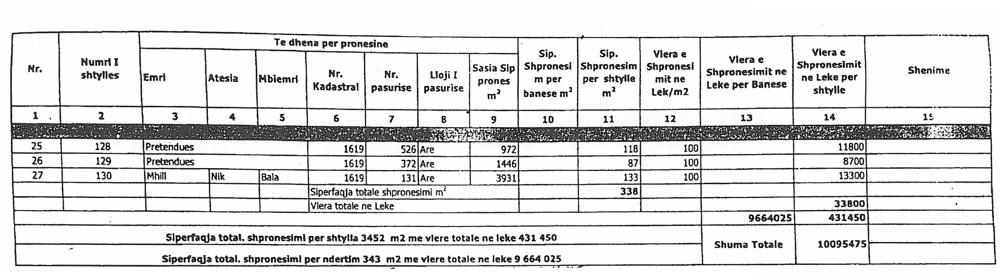 Te dhena per pronesine
Nr.
Numri I shtylles
Emri
Atesia
Mbiemri
Nr. Kadastral
Nr. pasurise
Lloji I pasurise
Sasia Sip prones m²
Sip. Shpronesi m per banese m²
Sip. Shpronesim per shtylle m²
Vlera e Shpronesi mit ne Lek/m2
Vlera e Shpronesimit ne Leke per Banese
Vlera e Shpronesimit ne Leke per shtylle
Shenime
1 2 3 4 5 6 7 8 9 10 11 12 13 14 15
25 128 Pretendues 1619 526 Are 972 118 100 11800
26 129 Pretendues 1619 372 Are 1446 87 100 8700
27 130 Mhill Nik Bala 1619 131 Are 3931 133 100 13300
Siperfaqja totale shpronesimi m² 338
Vlera totale ne Leke 33800
9664025 431450
Siperfaqja total. shpronesimi per shtylla 3452 m2 me vlere totale ne leke 431 450
Shuma Totale 10095475
Siperfaqja total. shpronesimi per ndertim 343 m2 me vlere totale ne leke 9 664 025